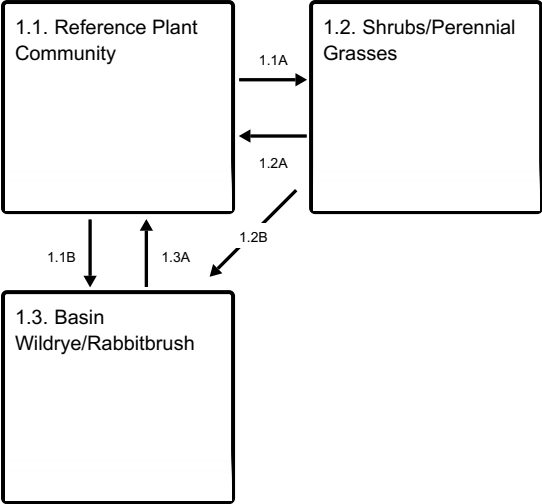 1.1. Reference Plant
Community
1.2. Shrubs/Perennial
Grasses
1.1A
1.2A
1.2B
1.1B
1.3A
1.3. Basin
Wildrye/Rabbitbrush